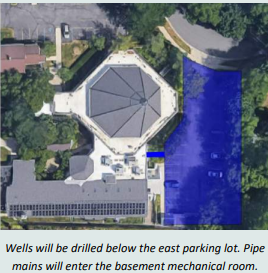 Wells will be drilled below the east parking lot. Pipe
mains will enter the basement mechanical room.